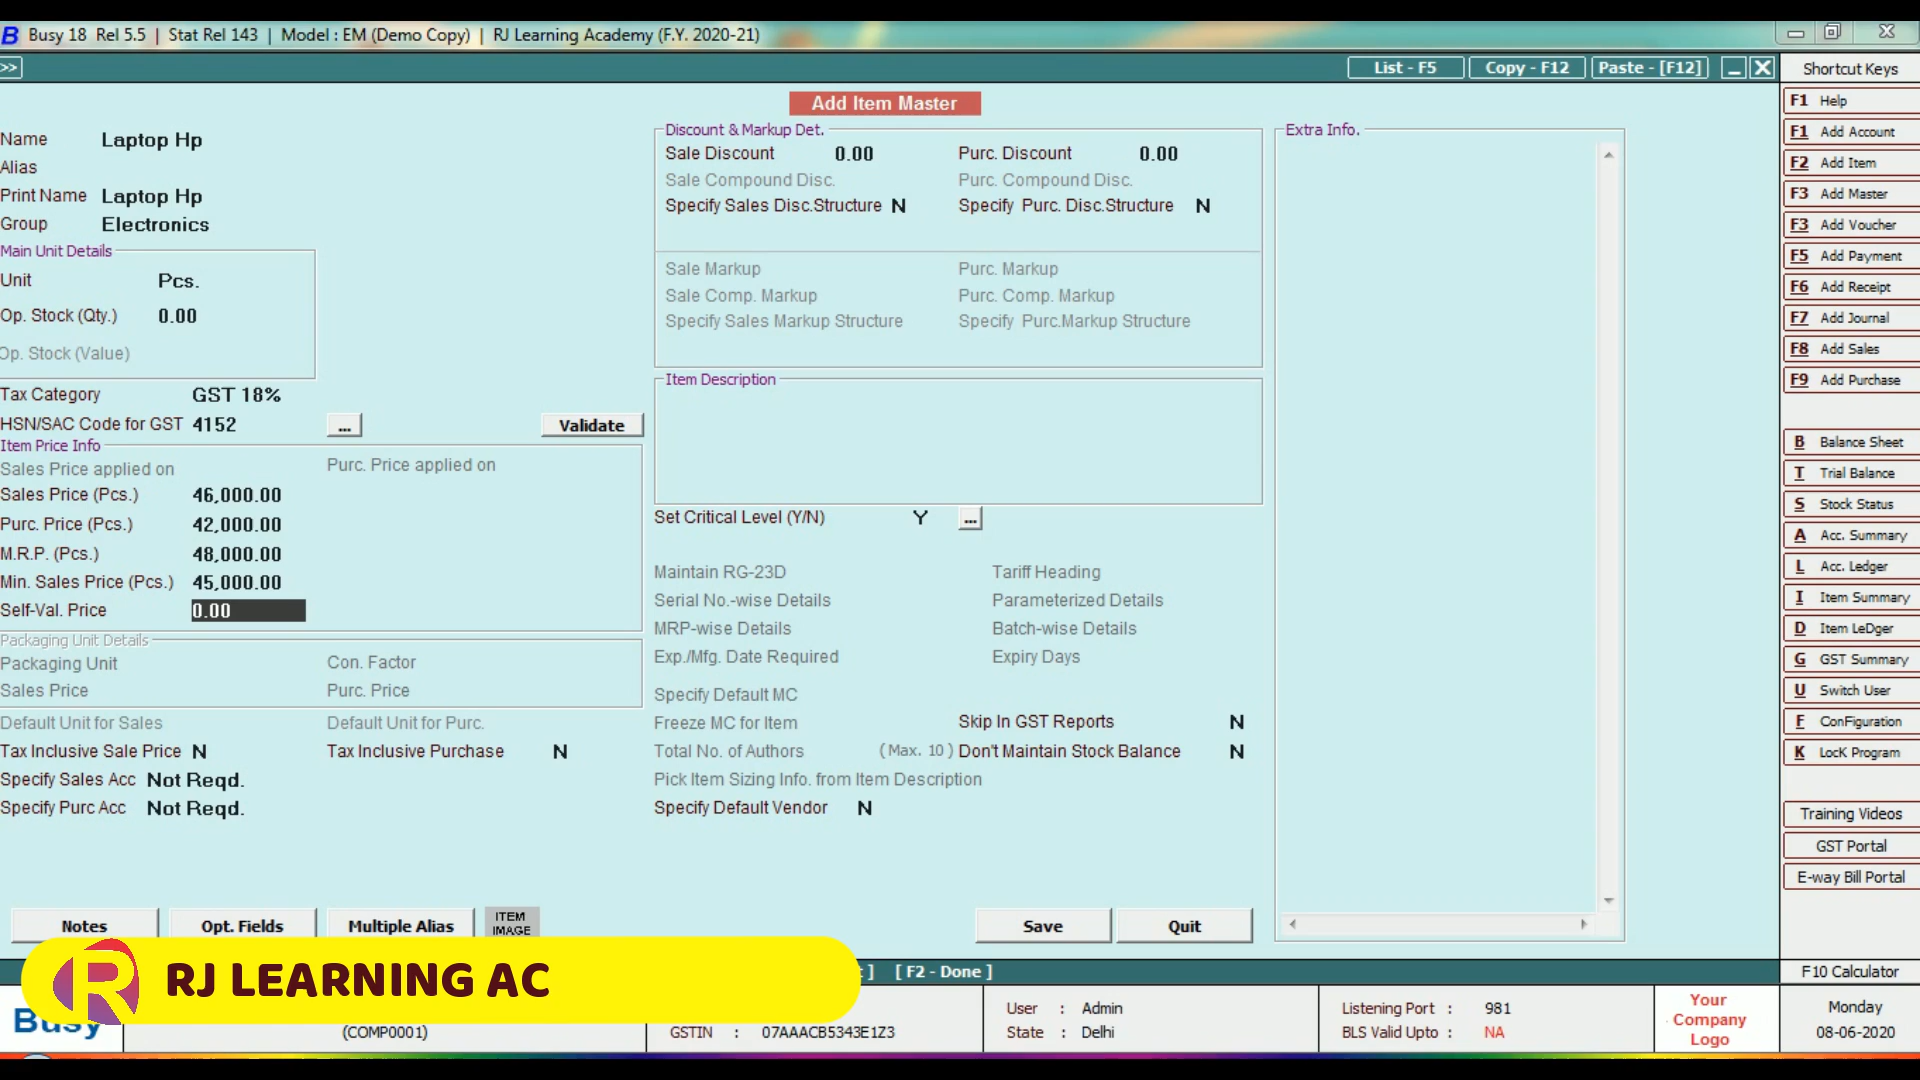 B Busy 18 Rel 5.5 | Stat Rel 143 | Model : EM (Demo Copy) | RJ Learning Academy (F.Y. 2020-21)
>> List - F5 Copy - F12 Paste - [F12] Shortcut Keys
Add Item Master
Name Laptop Hp
Alias
Print Name Laptop Hp
Group Electronics
Main Unit Details
Unit Pcs.
Op. Stock (Qty.) 0.00
Op. Stock (Value)
Tax Category GST 18%
HSN/SAC Code for GST 4152 ... Validate
Item Price Info
Sales Price applied on Purc. Price applied on
Sales Price (Pcs.) 46,000.00
Purc. Price (Pcs.) 42,000.00
M.R.P. (Pcs.) 48,000.00
Min. Sales Price (Pcs.) 45,000.00
Self-Val. Price 0.00
Packaging Unit Details
Packaging Unit Con. Factor
Sales Price Purc. Price
Default Unit for Sales Default Unit for Purc.
Tax Inclusive Sale Price N Tax Inclusive Purchase N
Specify Sales Acc Not Reqd.
Specify Purc Acc Not Reqd.
Discount & Markup Det.
Sale Discount 0.00 Purc. Discount 0.00
Sale Compound Disc. Purc. Compound Disc.
Specify Sales Disc.Structure N Specify Purc. Disc.Structure N
Sale Markup Purc. Markup
Sale Comp. Markup Purc. Comp. Markup
Specify Sales Markup Structure Specify Purc.Markup Structure
Item Description
Set Critical Level (Y/N) Y ...
Maintain RG-23D Tariff Heading
Serial No.-wise Details Parameterized Details
MRP-wise Details Batch-wise Details
Exp./Mfg. Date Required Expiry Days
Specify Default MC
Freeze MC for Item Skip In GST Reports N
Total No. of Authors (Max. 10) Don't Maintain Stock Balance N
Pick Item Sizing Info. from Item Description
Specify Default Vendor N
Extra Info.
F1 Help
F1 Add Account
F2 Add Item
F3 Add Master
F3 Add Voucher
F5 Add Payment
F6 Add Receipt
F7 Add Journal
F8 Add Sales
F9 Add Purchase
B Balance Sheet
T Trial Balance
S Stock Status
A Acc. Summary
L Acc. Ledger
I Item Summary
D Item LeDger
G GST Summary
U Switch User
F ConFiguration
K LocK Program
Training Videos
GST Portal
E-way Bill Portal
Notes Opt. Fields Multiple Alias ITEM IMAGE Save Quit
[F2 - Done]
F10 Calculator
R RJ LEARNING AC
Busy
(COMP0001)
GSTIN : 07AAACB5343E1Z3
User : Admin
State : Delhi
Listening Port : 981
BLS Valid Upto : NA
Your
Company
Logo
Monday
08-06-2020